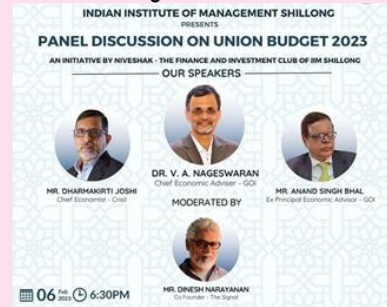 INDIAN INSTITUTE OF MANAGEMENT SHILLONG
PRESENTS
PANEL DISCUSSION ON UNION BUDGET 2023
AN INITIATIVE BY NIVESHAK - THE FINANCE AND INVESTMENT CLUB OF IIM SHILLONG
OUR SPEAKERS
DR. V. A. NAGESWARAN
Chief Economic Adviser - GOI
MR. DHARMAKIRTI JOSHI
Chief Economist - Crisil
MR. ANAND SINGH BHAL
Ex Principal Economic Advisor - GOI
MODERATED BY
MR. DINESH NARAYANAN
Co Founder - The Signal
06 Feb 2023 6:30PM